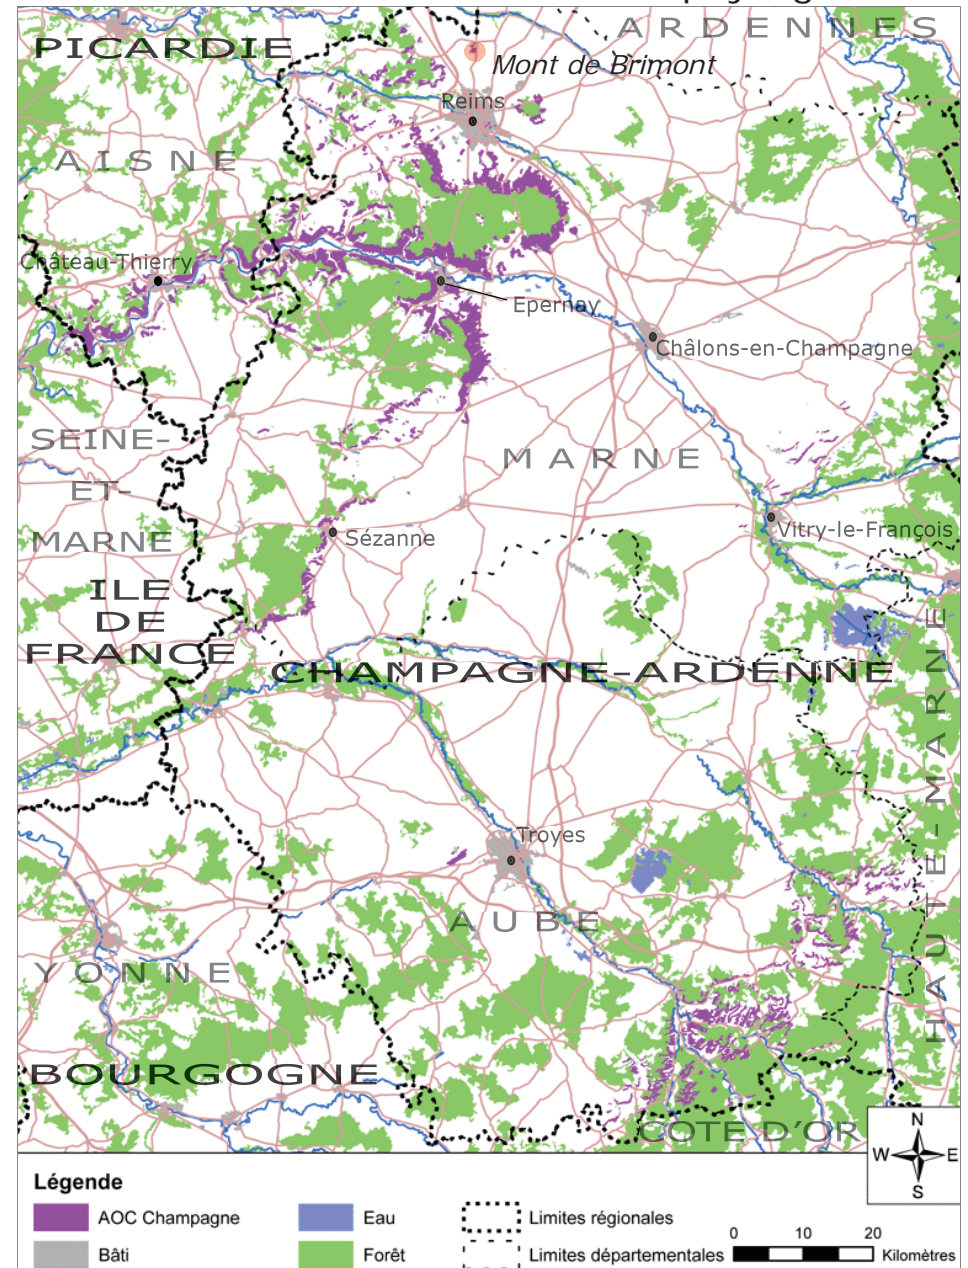 ARDENNES
PICARDIE
Mont de Brimont
Reims
AISNE
Château-Thierry
Epernay
Châlons-en-Champagne
SEINE-
ET-
MARNE
MARNE
Sézanne
Vitry-le-François
ILE
DE
FRANCE
CHAMPAGNE-ARDENNE
HAUTE-MARNE
Troyes
AUBE
YONNE
BOURGOGNE
COTE D'OR
N
W
E
S
Légende
AOC Champagne
Eau
Limites régionales
0 10 20
Bâti
Forêt
Limites départementales
Kilomètres